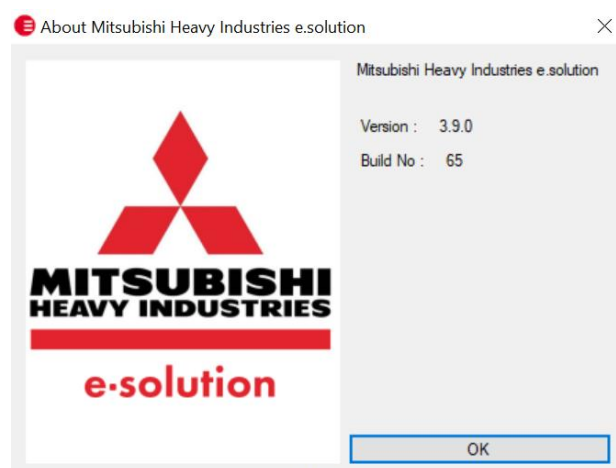 About Mitsubishi Heavy Industries e.solution
Mitsubishi Heavy Industries e.solution
Version : 3.9.0
Build No : 65
MITSUBISHI
HEAVY INDUSTRIES
e·solution
OK